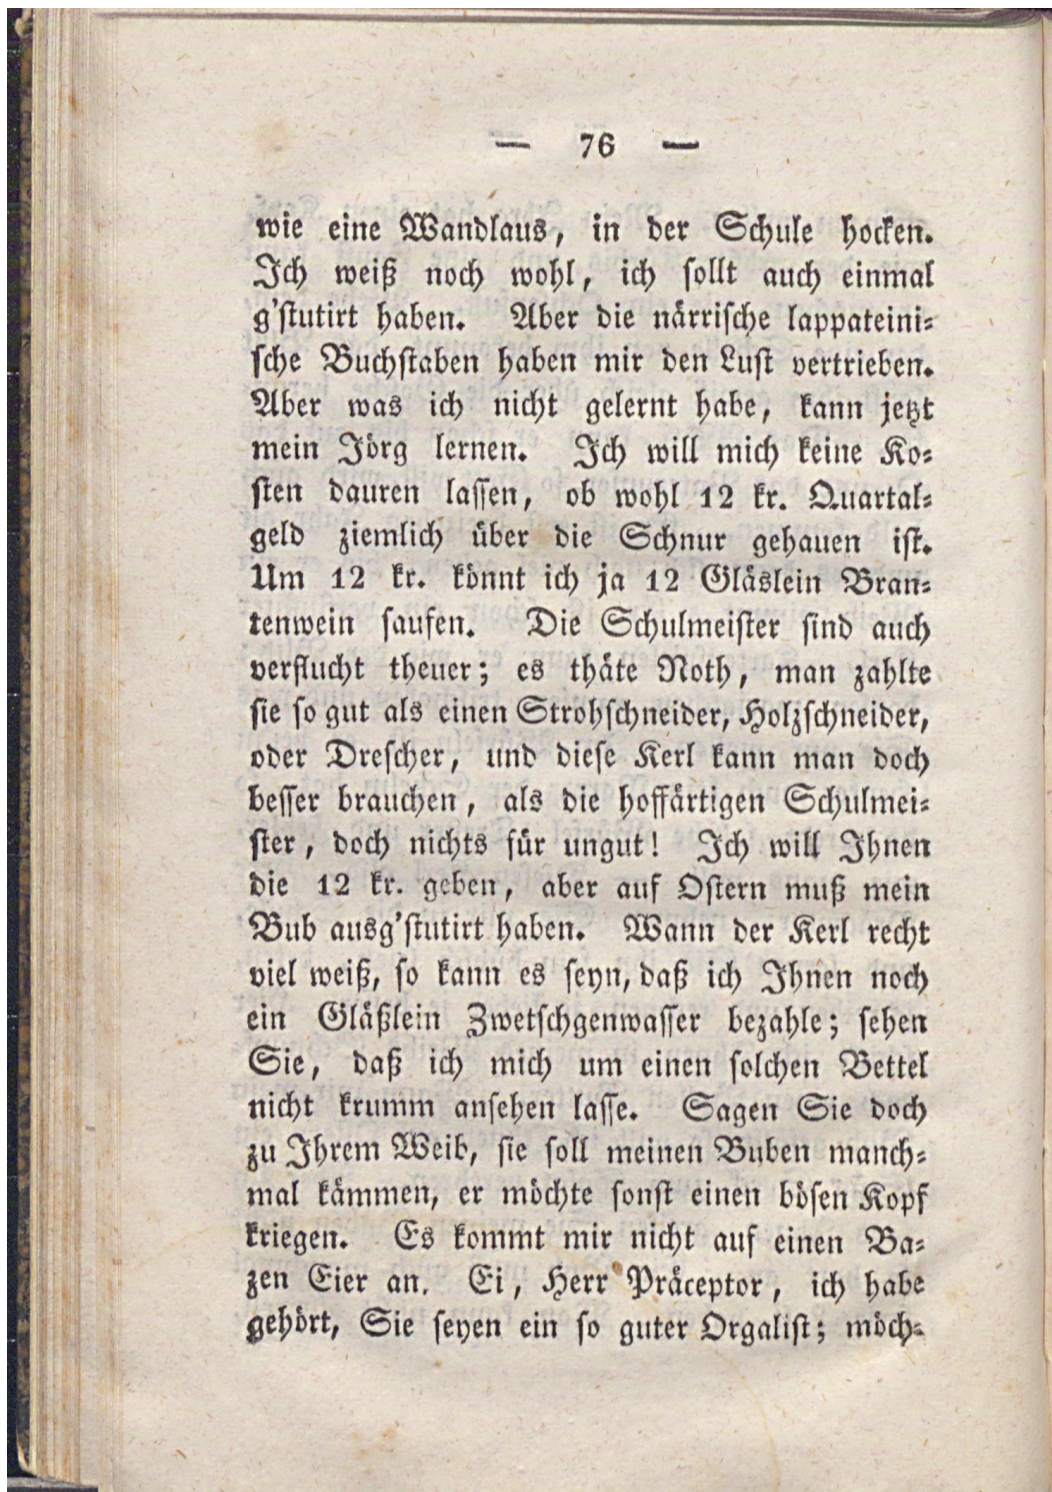 — 76 —
wie eine Wandlaus, in der Schule hocken.
Ich weiß noch wohl, ich sollt auch einmal
g'stutirt haben. Aber die närrische lappateini-
sche Buchstaben haben mir den Lust vertrieben.
Aber was ich nicht gelernt habe, kann jetzt
mein Jörg lernen. Ich will mich keine Ko-
sten dauren lassen, ob wohl 12 kr. Quartal-
geld ziemlich über die Schnur gehauen ist.
Um 12 kr. könnt ich ja 12 Gläslein Bran-
tenwein saufen. Die Schulmeister sind auch
verflucht theuer; es thäte Noth, man zahlte
sie so gut als einen Strohschneider, Holzschneider,
oder Drescher, und diese Kerl kann man doch
besser brauchen, als die hoffärtigen Schulmei-
ster, doch nichts für ungut! Ich will Ihnen
die 12 kr. geben, aber auf Ostern muß mein
Bub ausg'stutirt haben. Wann der Kerl recht
viel weiß, so kann es seyn, daß ich Ihnen noch
ein Gläßlein Zwetschgenwasser bezahle; sehen
Sie, daß ich mich um einen solchen Bettel
nicht krumm ansehen lasse. Sagen Sie doch
zu Ihrem Weib, sie soll meinen Buben manch-
mal kämmen, er möchte sonst einen bösen Kopf
kriegen. Es kommt mir nicht auf einen Ba-
zen Eier an. Ei, Herr Präceptor, ich habe
gehört, Sie seyen ein so guter Orgalist; möch-